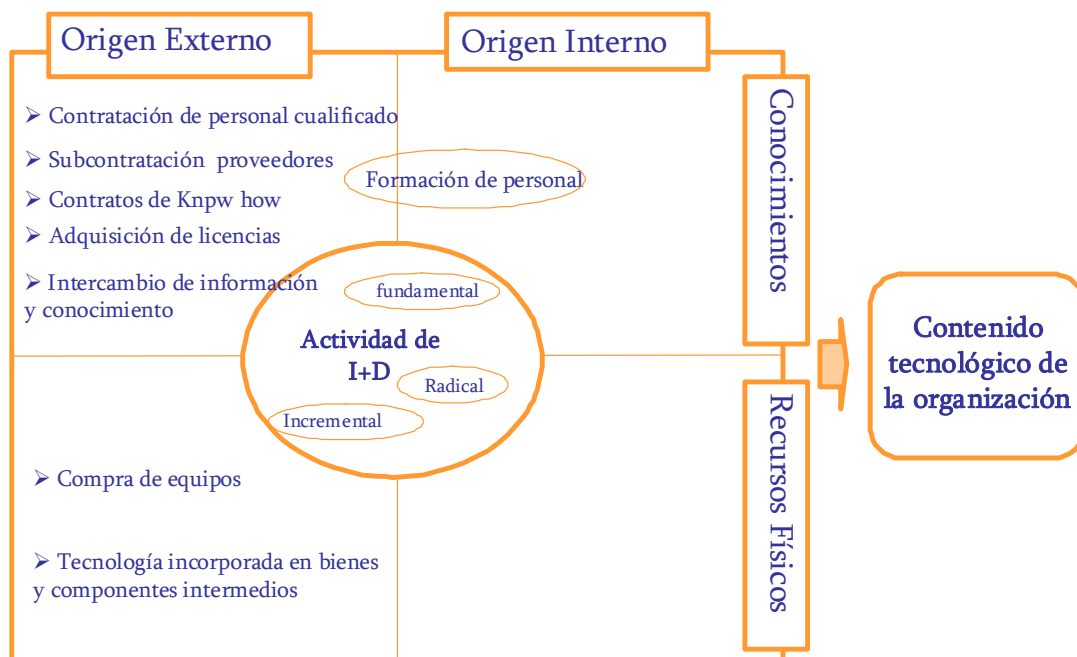 Origen Externo
Origen Interno
➢ Contratación de personal cualificado
➢ Subcontratación proveedores
➢ Contratos de Knpw how
➢ Adquisición de licencias
➢ Intercambio de información
y conocimiento
Formación de personal
fundamental
Actividad de
I+D
Radical
Incremental
➢ Compra de equipos
➢ Tecnología incorporada en bienes
y componentes intermedios
Conocimientos
Recursos Físicos
Contenido
tecnológico de
la organización